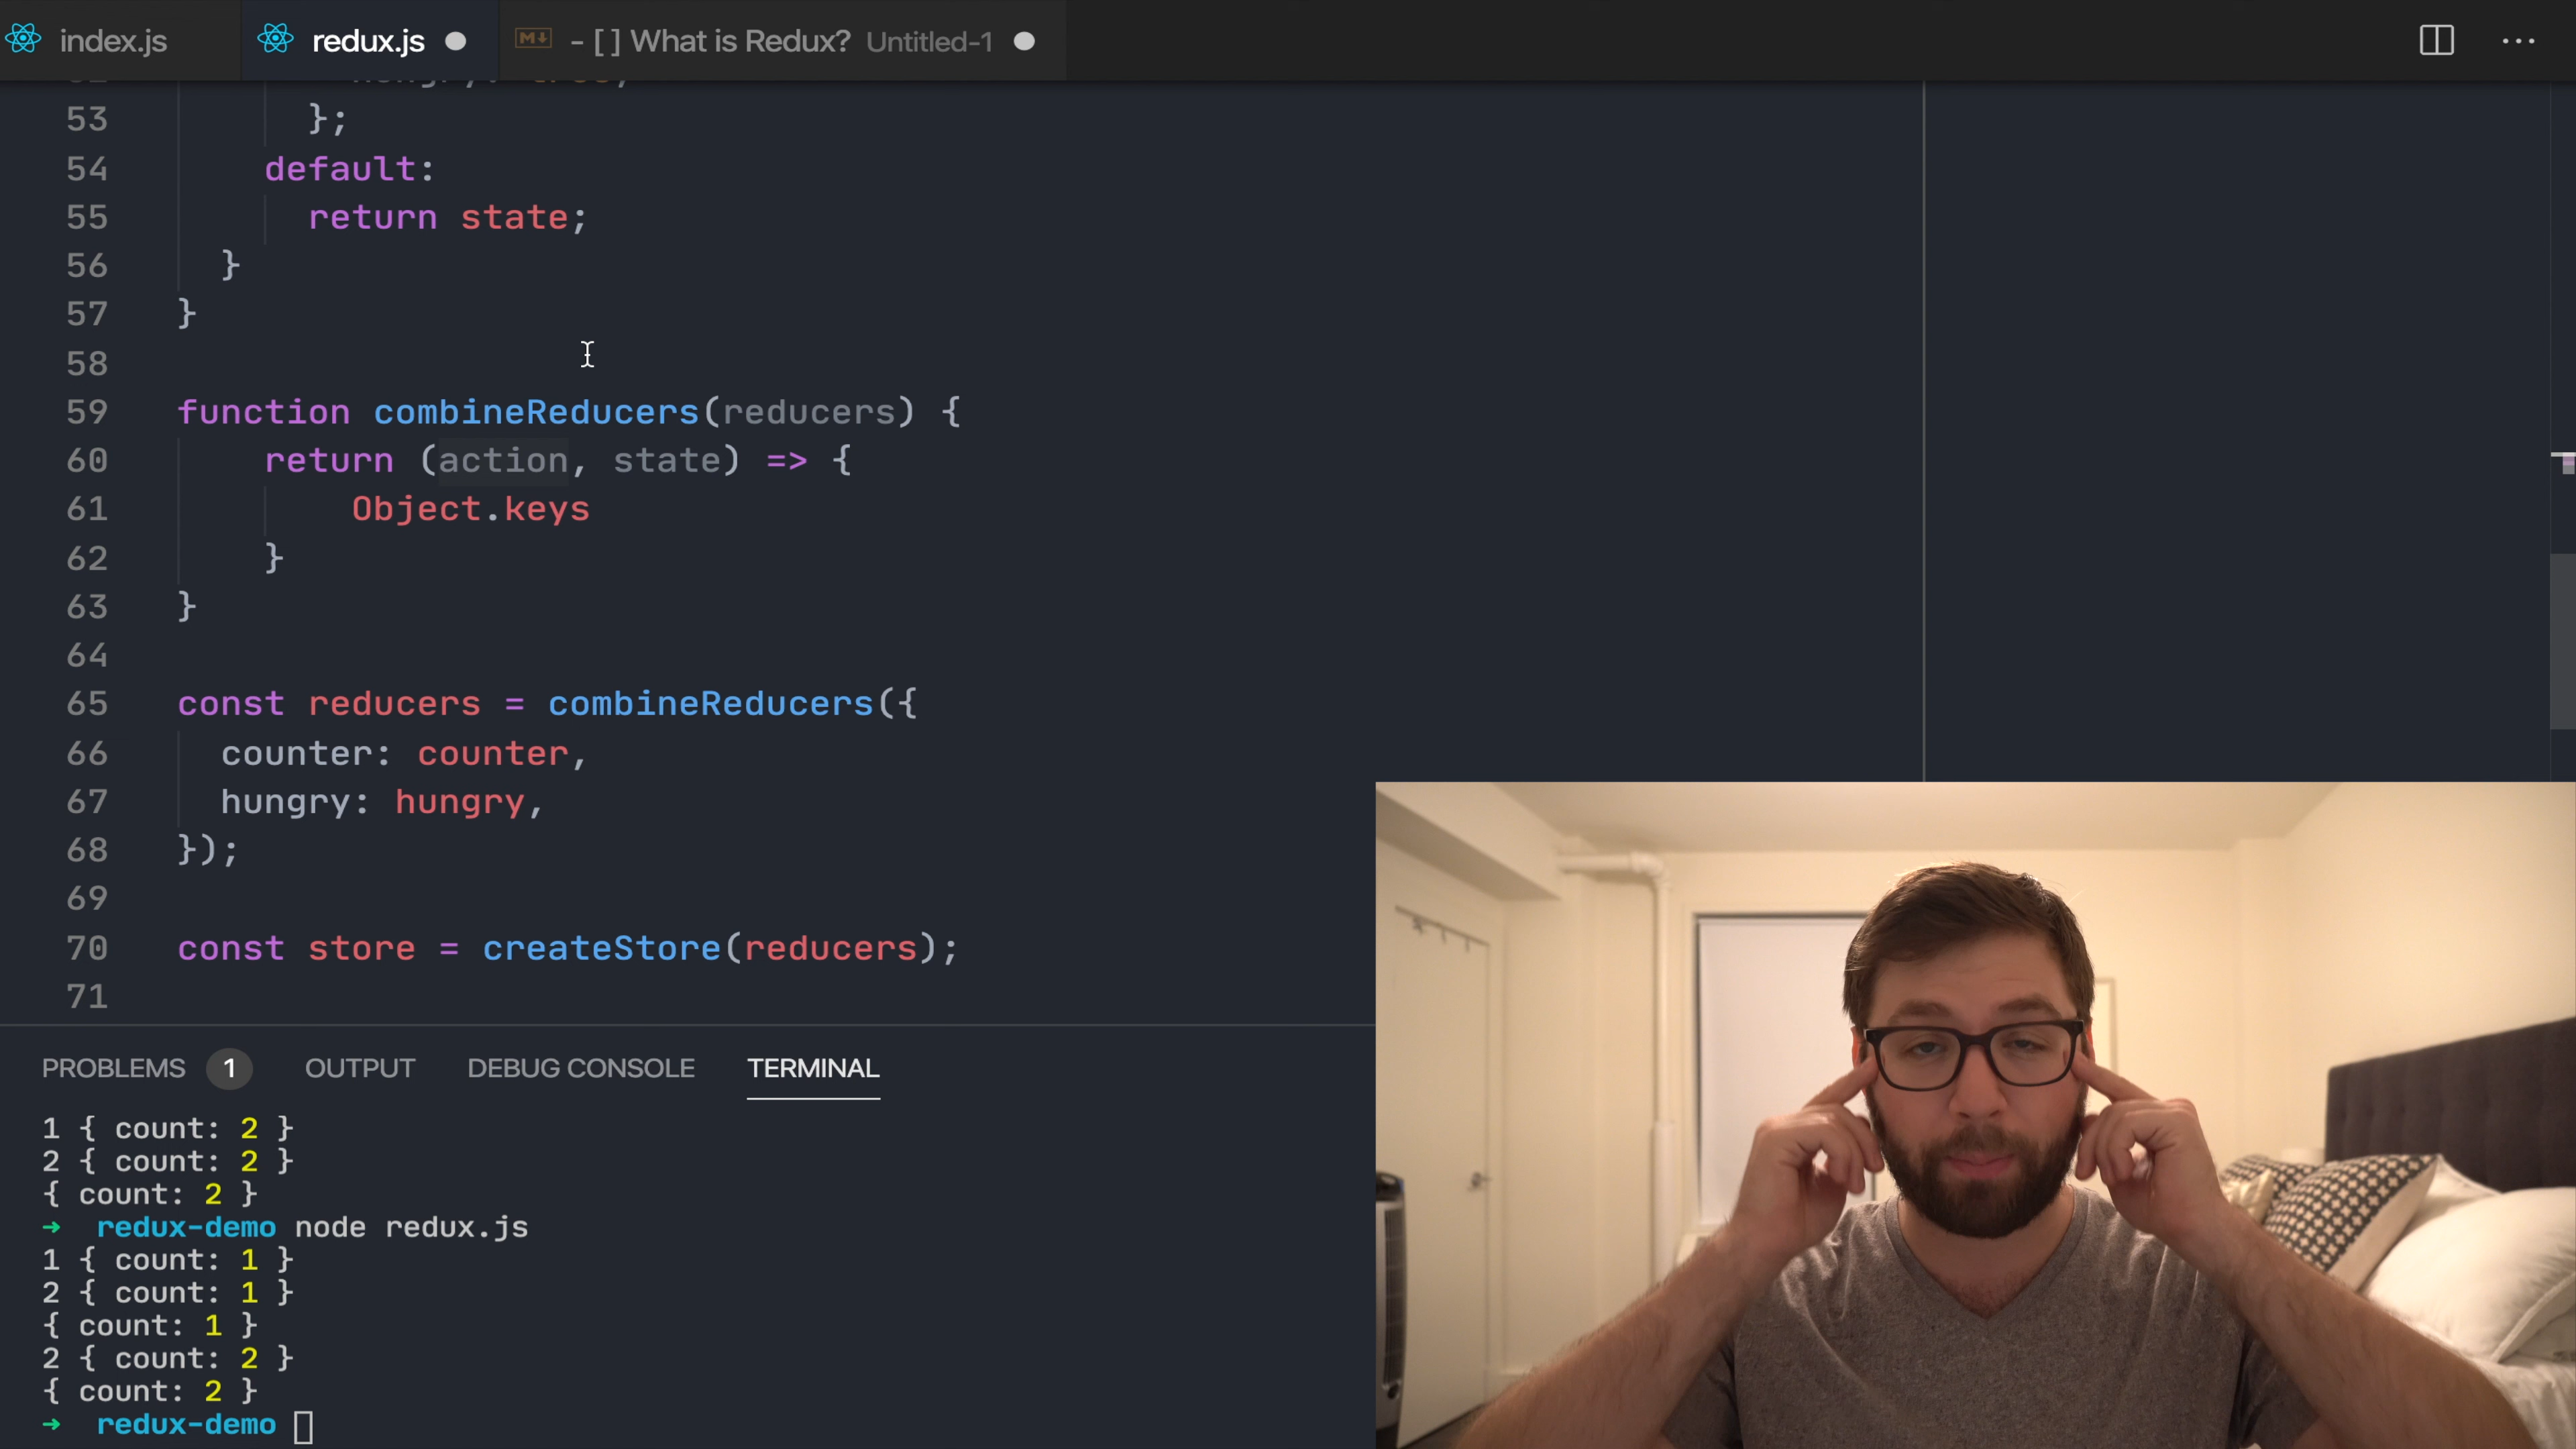 index.js
redux.js
- [ ] What is Redux? Untitled-1
53 };
54 default:
55 return state;
56 }
57 }
58
59 function combineReducers(reducers) {
60 return (action, state) => {
61 Object.keys
62 }
63 }
64
65 const reducers = combineReducers({
66 counter: counter,
67 hungry: hungry,
68 });
69
70 const store = createStore(reducers);
71
PROBLEMS 1 OUTPUT DEBUG CONSOLE TERMINAL
1 { count: 2 }
2 { count: 2 }
{ count: 2 }
→ redux-demo node redux.js
1 { count: 1 }
2 { count: 1 }
{ count: 1 }
2 { count: 2 }
{ count: 2 }
→ redux-demo